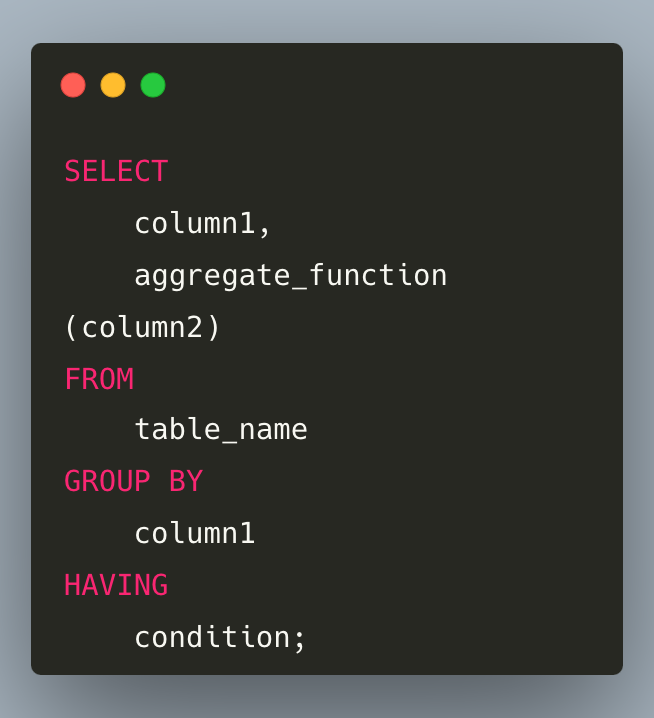 SELECT
    column1,
    aggregate_function
(column2)
FROM
    table_name
GROUP BY
    column1
HAVING
    condition;